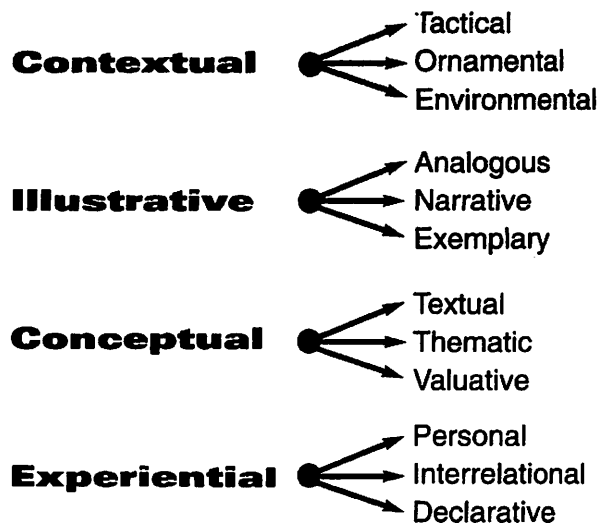 Contextual
Tactical
Ornamental
Environmental
Illustrative
Analogous
Narrative
Exemplary
Conceptual
Textual
Thematic
Valuative
Experiential
Personal
Interrelational
Declarative